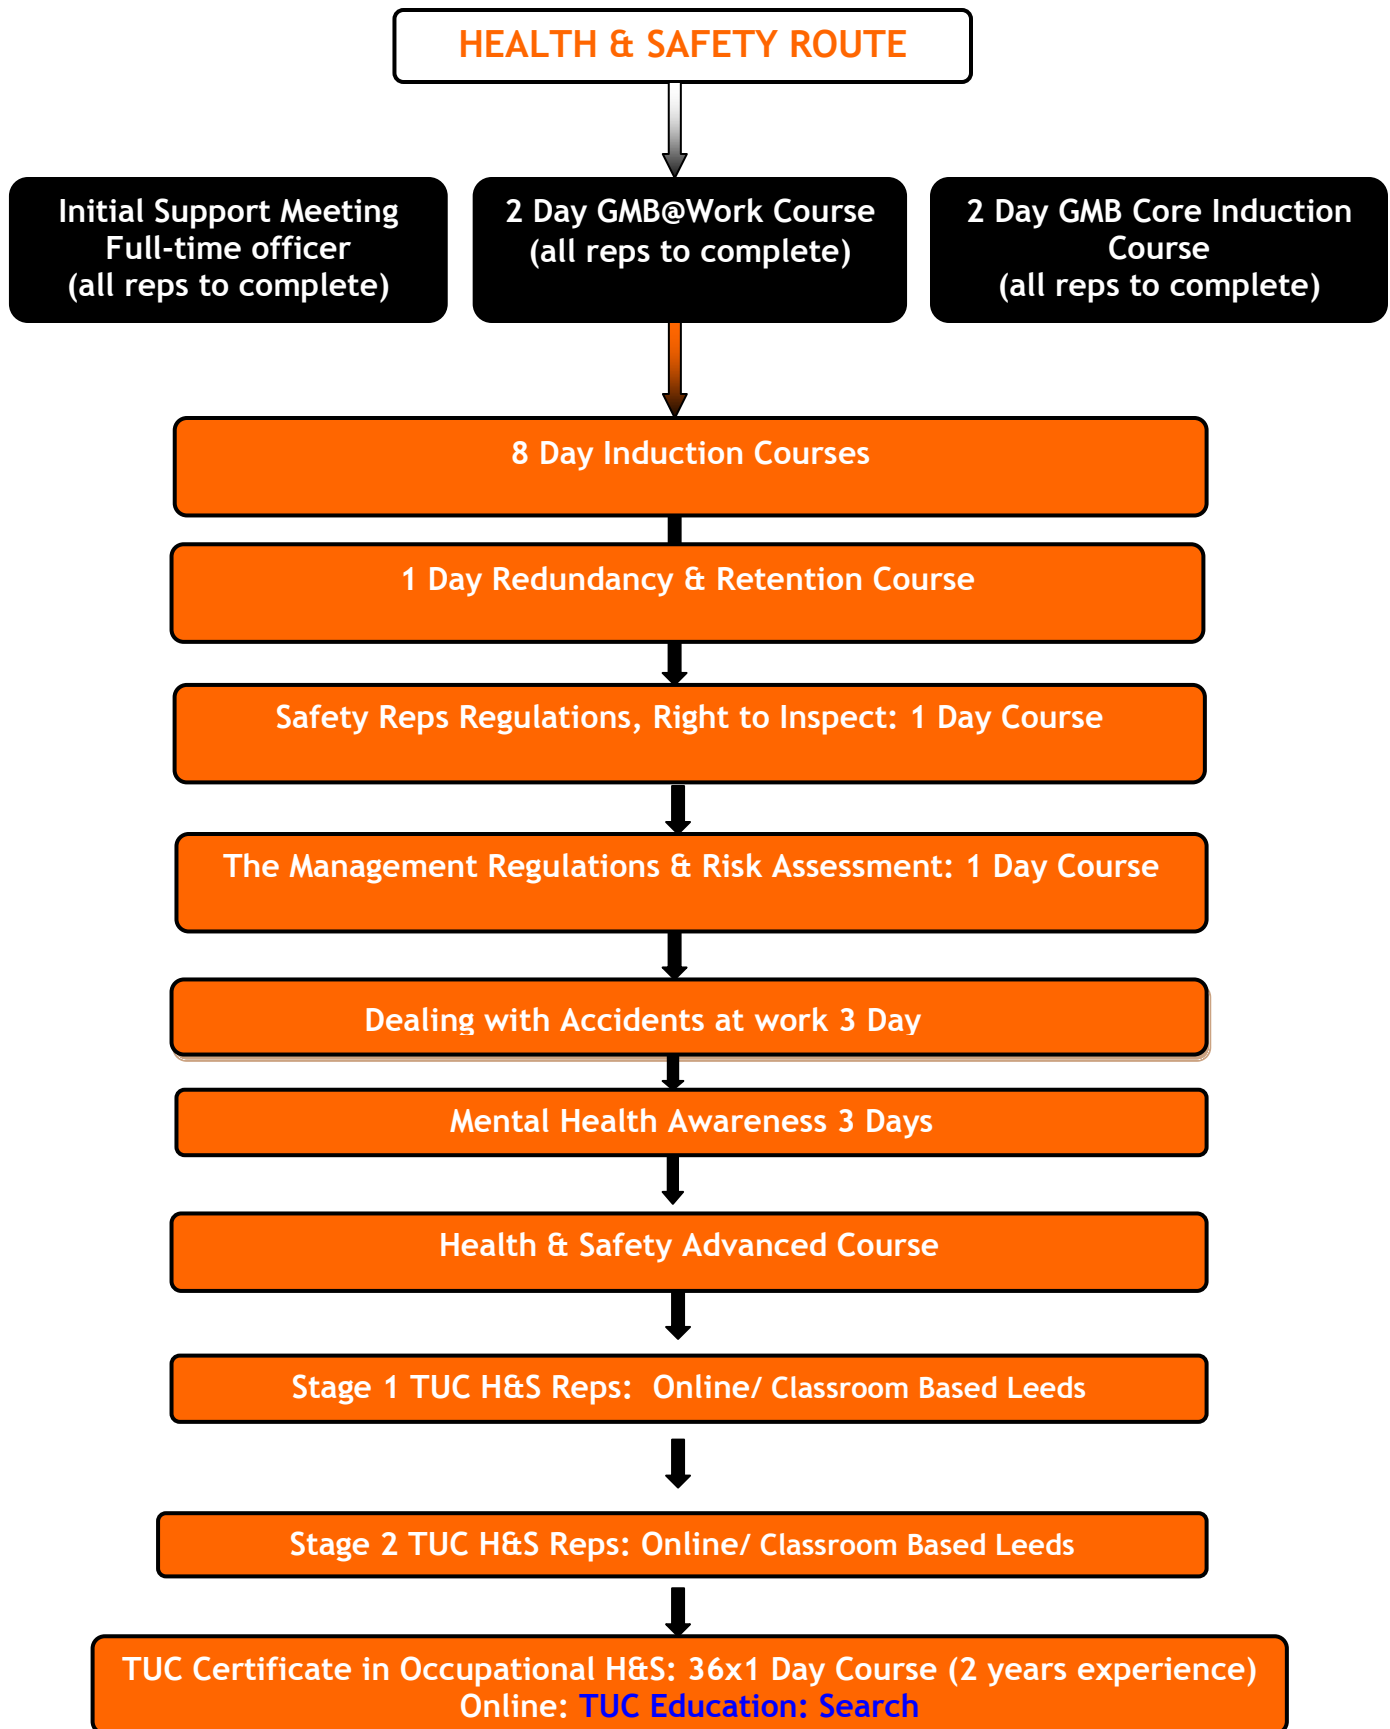 HEALTH & SAFETY ROUTE
Initial Support Meeting
Full-time officer
(all reps to complete)
2 Day GMB@Work Course
(all reps to complete)
2 Day GMB Core Induction
Course
(all reps to complete)
8 Day Induction Courses
1 Day Redundancy & Retention Course
Safety Reps Regulations, Right to Inspect: 1 Day Course
The Management Regulations & Risk Assessment: 1 Day Course
Dealing with Accidents at work 3 Day
Mental Health Awareness 3 Days
Health & Safety Advanced Course
Stage 1 TUC H&S Reps: Online/ Classroom Based Leeds
Stage 2 TUC H&S Reps: Online/ Classroom Based Leeds
TUC Certificate in Occupational H&S: 36x1 Day Course (2 years experience)
Online: TUC Education: Search